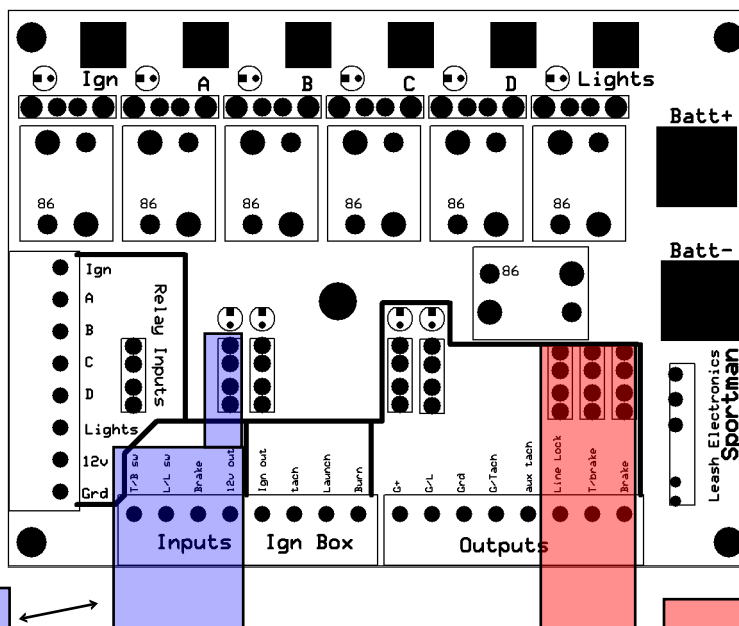 Ign A B C D Lights
Batt+
86 86 86 86 86 86
Batt-
86
Ign
A
B
C
D
Lights
12v
Grd
Relay Inputs
Leash Electronics
Sportman
T/B sw
L/L sw
Brake
12v out
Ign out
tach
Launch
Burn
G+
G/L
Grd
G/Tach
aux tach
Line Lock
T/brake
Brake
Inputs Ign Box Outputs